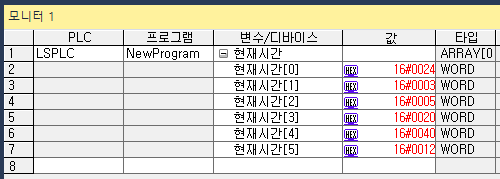 모니터 1
PLC 프로그램 변수/디바이스 값 타입
1 LSPLC NewProgram 현재시간 ARRAY[0
2 현재시간[0] HEX 16#0024 WORD
3 현재시간[1] HEX 16#0003 WORD
4 현재시간[2] HEX 16#0005 WORD
5 현재시간[3] HEX 16#0020 WORD
6 현재시간[4] HEX 16#0040 WORD
7 현재시간[5] HEX 16#0012 WORD
8